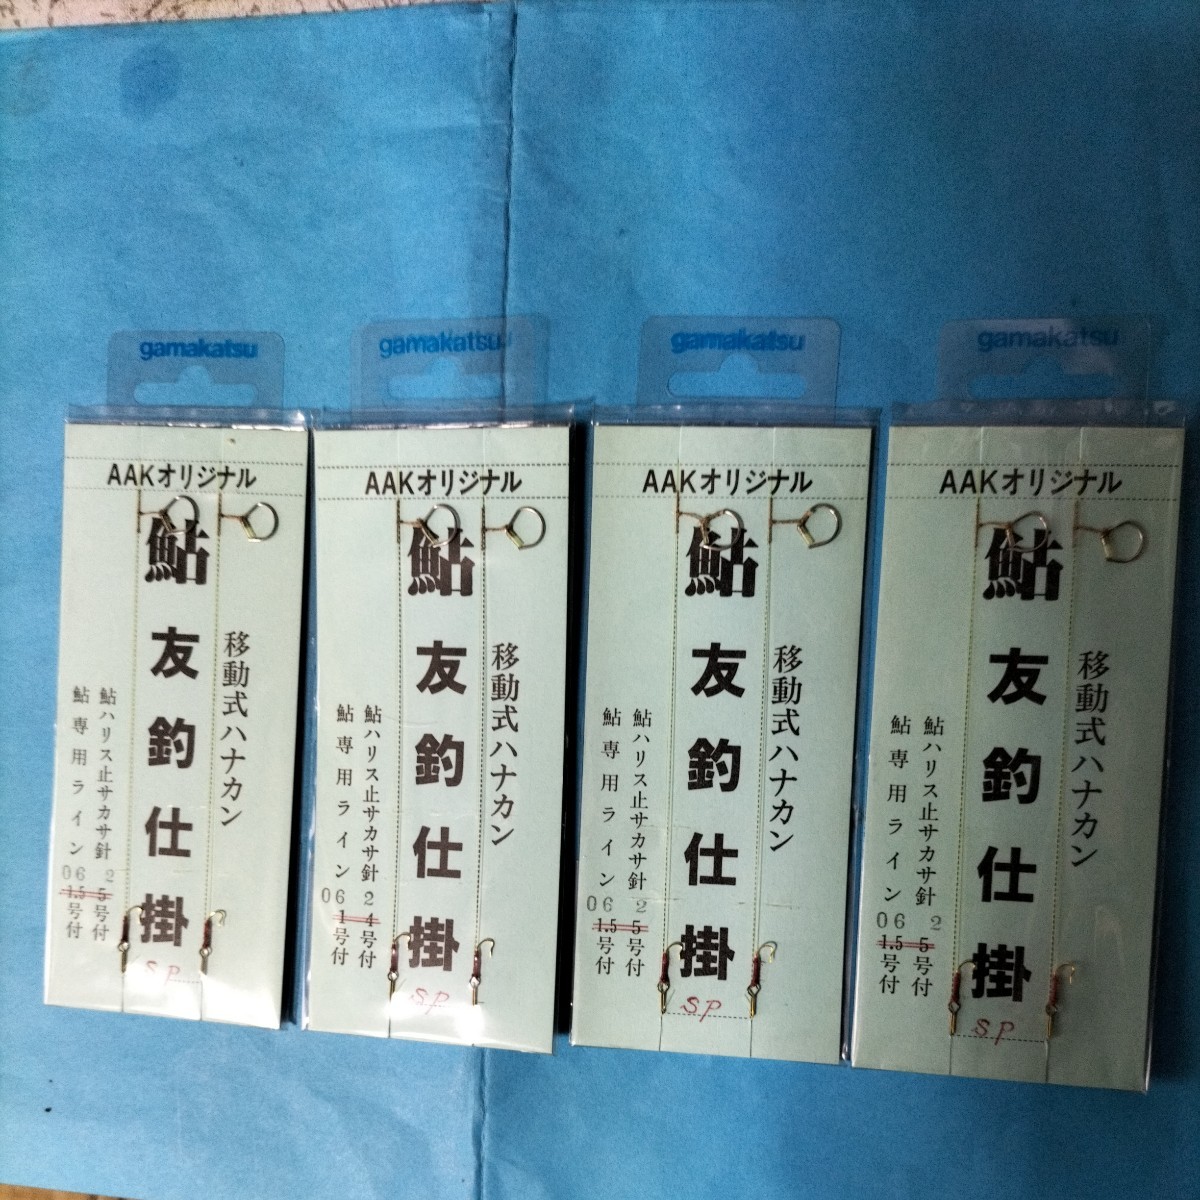 gamakatsu
AAKオリジナル
移動式ハナカン
鮎友釣仕掛
鮎ハリス止サカサ針 2 5号付
鮎専用ライン 06 1.5号付
SP
gamakatsu
AAKオリジナル
移動式ハナカン
鮎友釣仕掛
鮎ハリス止サカサ針 2 4号付
鮎専用ライン 06 1号付
SP
gamakatsu
AAKオリジナル
移動式ハナカン
鮎友釣仕掛
鮎ハリス止サカサ針 2 5号付
鮎専用ライン 06 1.5号付
SP
gamakatsu
AAKオリジナル
移動式ハナカン
鮎友釣仕掛
鮎ハリス止サカサ針 2 5号付
鮎専用ライン 06 1.5号付
SP